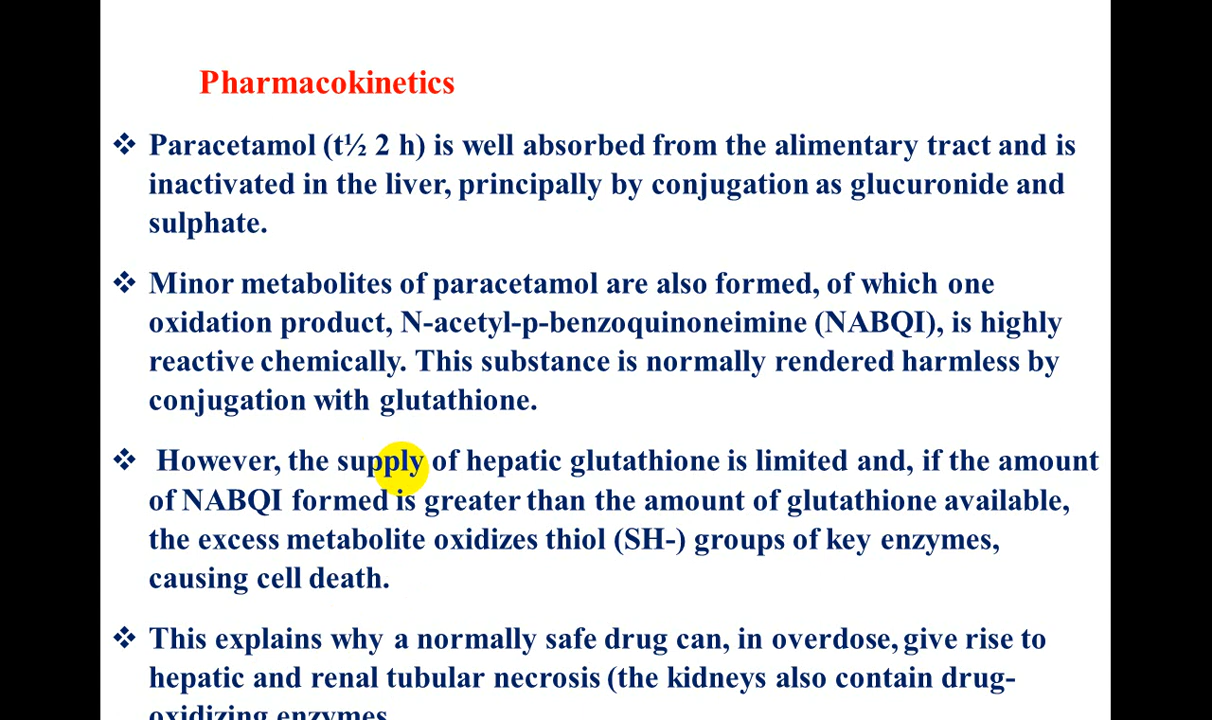 Pharmacokinetics
❖ Paracetamol (t½ 2 h) is well absorbed from the alimentary tract and is
inactivated in the liver, principally by conjugation as glucuronide and
sulphate.
❖ Minor metabolites of paracetamol are also formed, of which one
oxidation product, N-acetyl-p-benzoquinoneimine (NABQI), is highly
reactive chemically. This substance is normally rendered harmless by
conjugation with glutathione.
❖ However, the supply of hepatic glutathione is limited and, if the amount
of NABQI formed is greater than the amount of glutathione available,
the excess metabolite oxidizes thiol (SH-) groups of key enzymes,
causing cell death.
❖ This explains why a normally safe drug can, in overdose, give rise to
hepatic and renal tubular necrosis (the kidneys also contain drug-
oxidizing enzymes